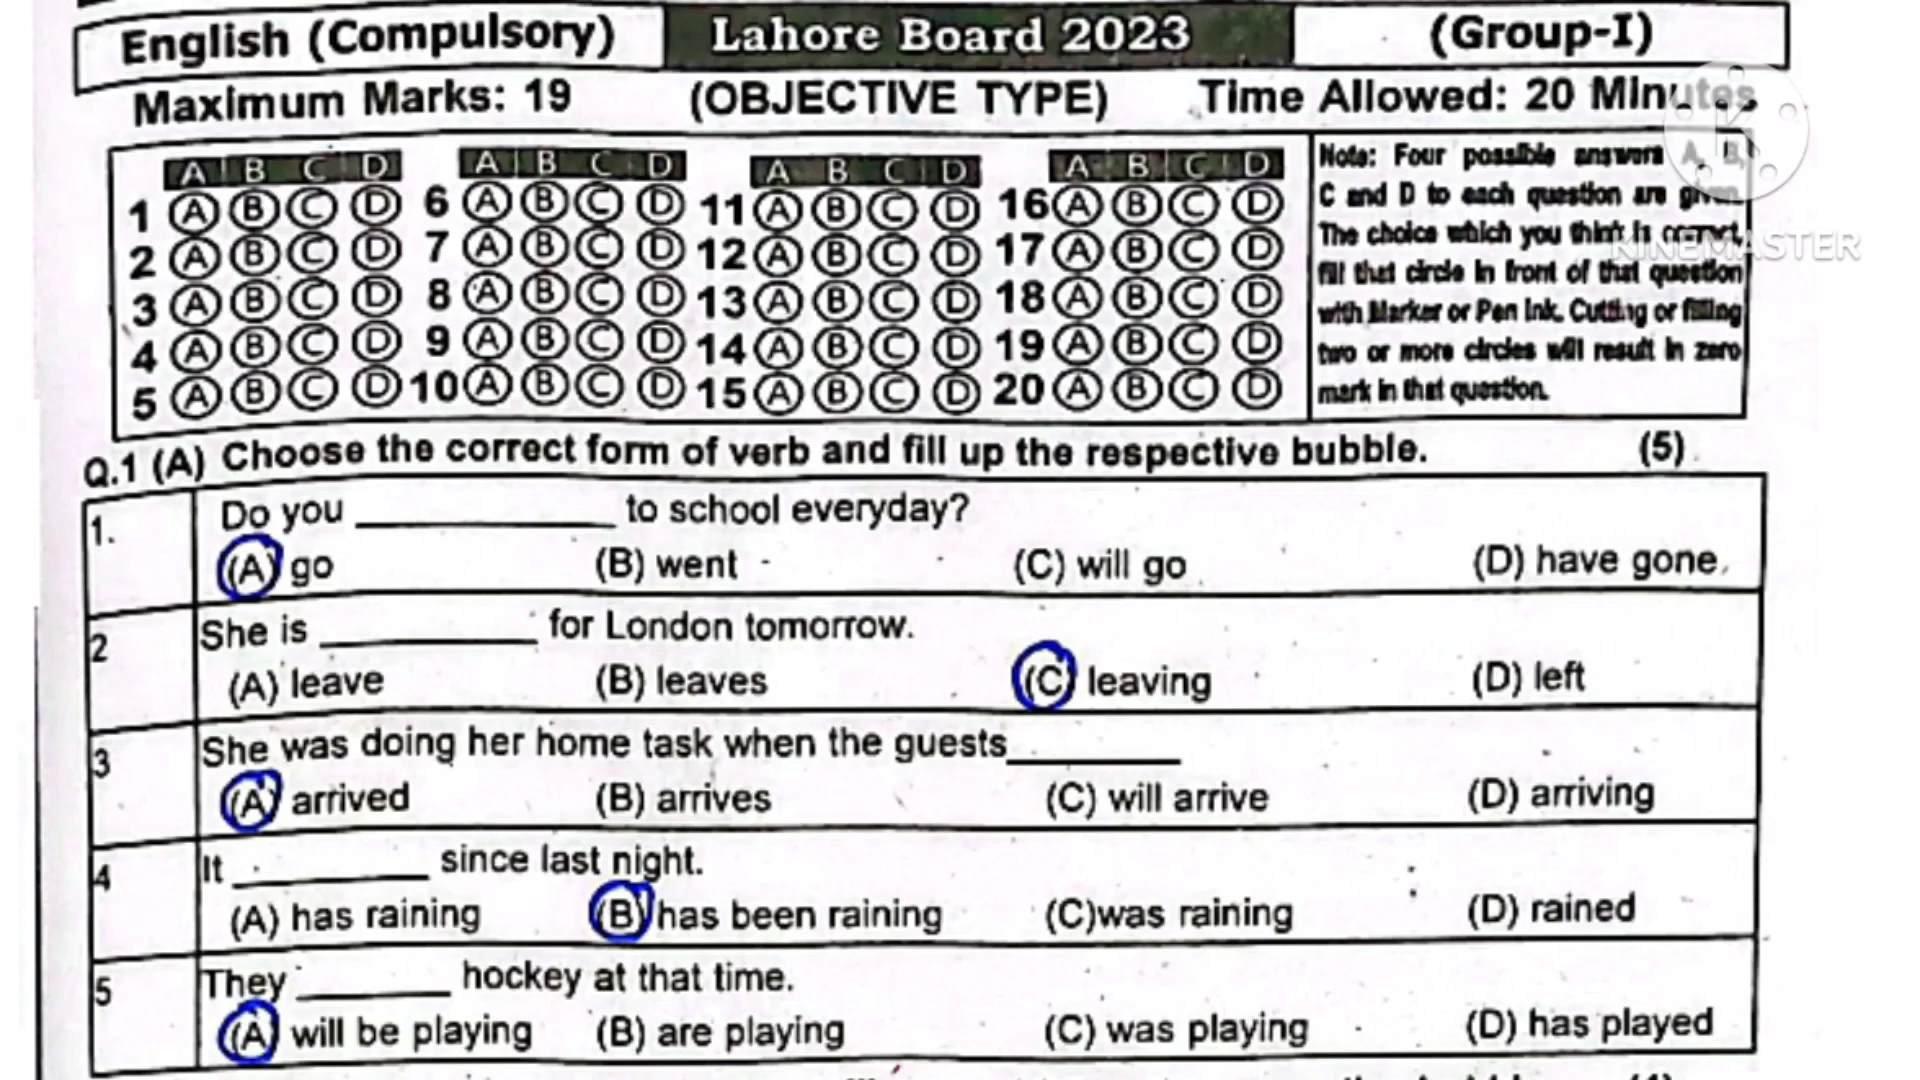 English (Compulsory) Lahore Board 2023 (Group-I)
Maximum Marks: 19 (OBJECTIVE TYPE) Time Allowed: 20 Minutes
A B C D A B C D A B C D A B C D
1 A B C D 6 A B C D 11 A B C D 16 A B C D
2 A B C D 7 A B C D 12 A B C D 17 A B C D
3 A B C D 8 A B C D 13 A B C D 18 A B C D
4 A B C D 9 A B C D 14 A B C D 19 A B C D
5 A B C D 10 A B C D 15 A B C D 20 A B C D
Note: Four possible answers A, B,
C and D to each question are given.
The choice which you think is correct,
fill that circle in front of that question
with Marker or Pen Ink. Cutting or filling
two or more circles will result in zero
mark in that question.
K
KINEMASTER
Q.1 (A) Choose the correct form of verb and fill up the respective bubble. (5)
1. Do you ____________ to school everyday?
(A) go (B) went (C) will go (D) have gone.
2 She is __________ for London tomorrow.
(A) leave (B) leaves (C) leaving (D) left
3 She was doing her home task when the guests________
(A) arrived (B) arrives (C) will arrive (D) arriving
4 It _________ since last night.
(A) has raining (B) has been raining (C)was raining (D) rained
5 They _______ hockey at that time.
(A) will be playing (B) are playing (C) was playing (D) has played